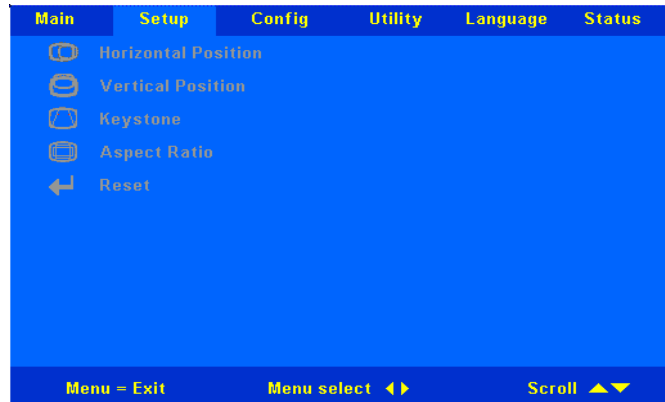 Main Setup Config Utility Language Status
Horizontal Position
Vertical Position
Keystone
Aspect Ratio
Reset
Menu = Exit Menu select Scroll